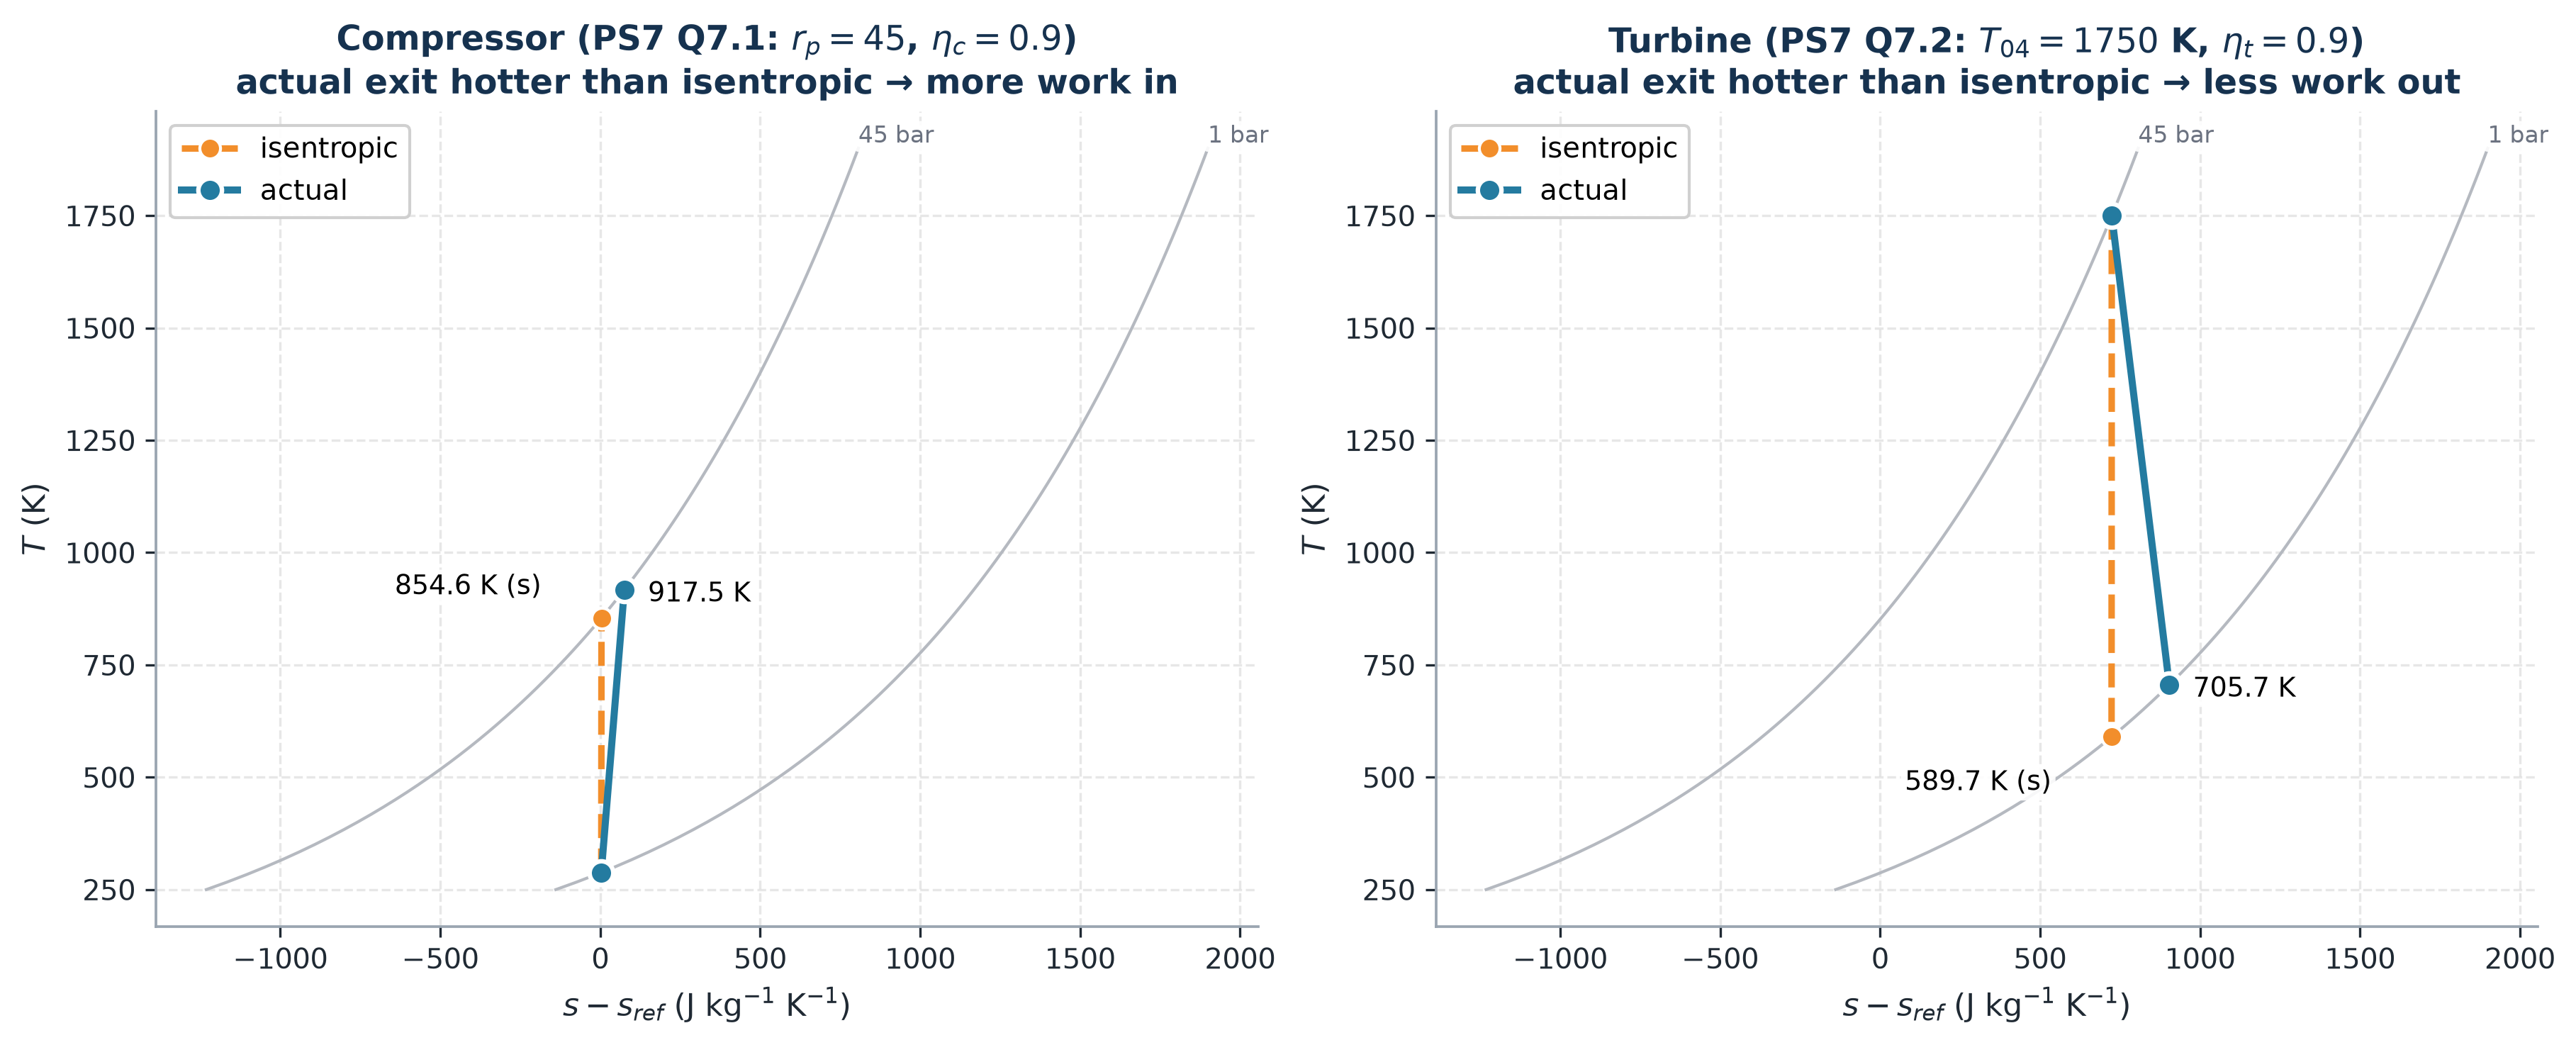 Compressor (PS7 Q7.1: r_p = 45, η_c = 0.9)
actual exit hotter than isentropic → more work in
isentropic
actual
45 bar
1 bar
1750
1500
1250
1000
750
500
250
T (K)
854.6 K (s)
917.5 K
−1000
−500
0
500
1000
1500
2000
s − s_ref (J kg⁻¹ K⁻¹)
Turbine (PS7 Q7.2: T_04 = 1750 K, η_t = 0.9)
actual exit hotter than isentropic → less work out
isentropic
actual
45 bar
1 bar
1750
1500
1250
1000
750
500
250
T (K)
705.7 K
589.7 K (s)
−1000
−500
0
500
1000
1500
2000
s − s_ref (J kg⁻¹ K⁻¹)